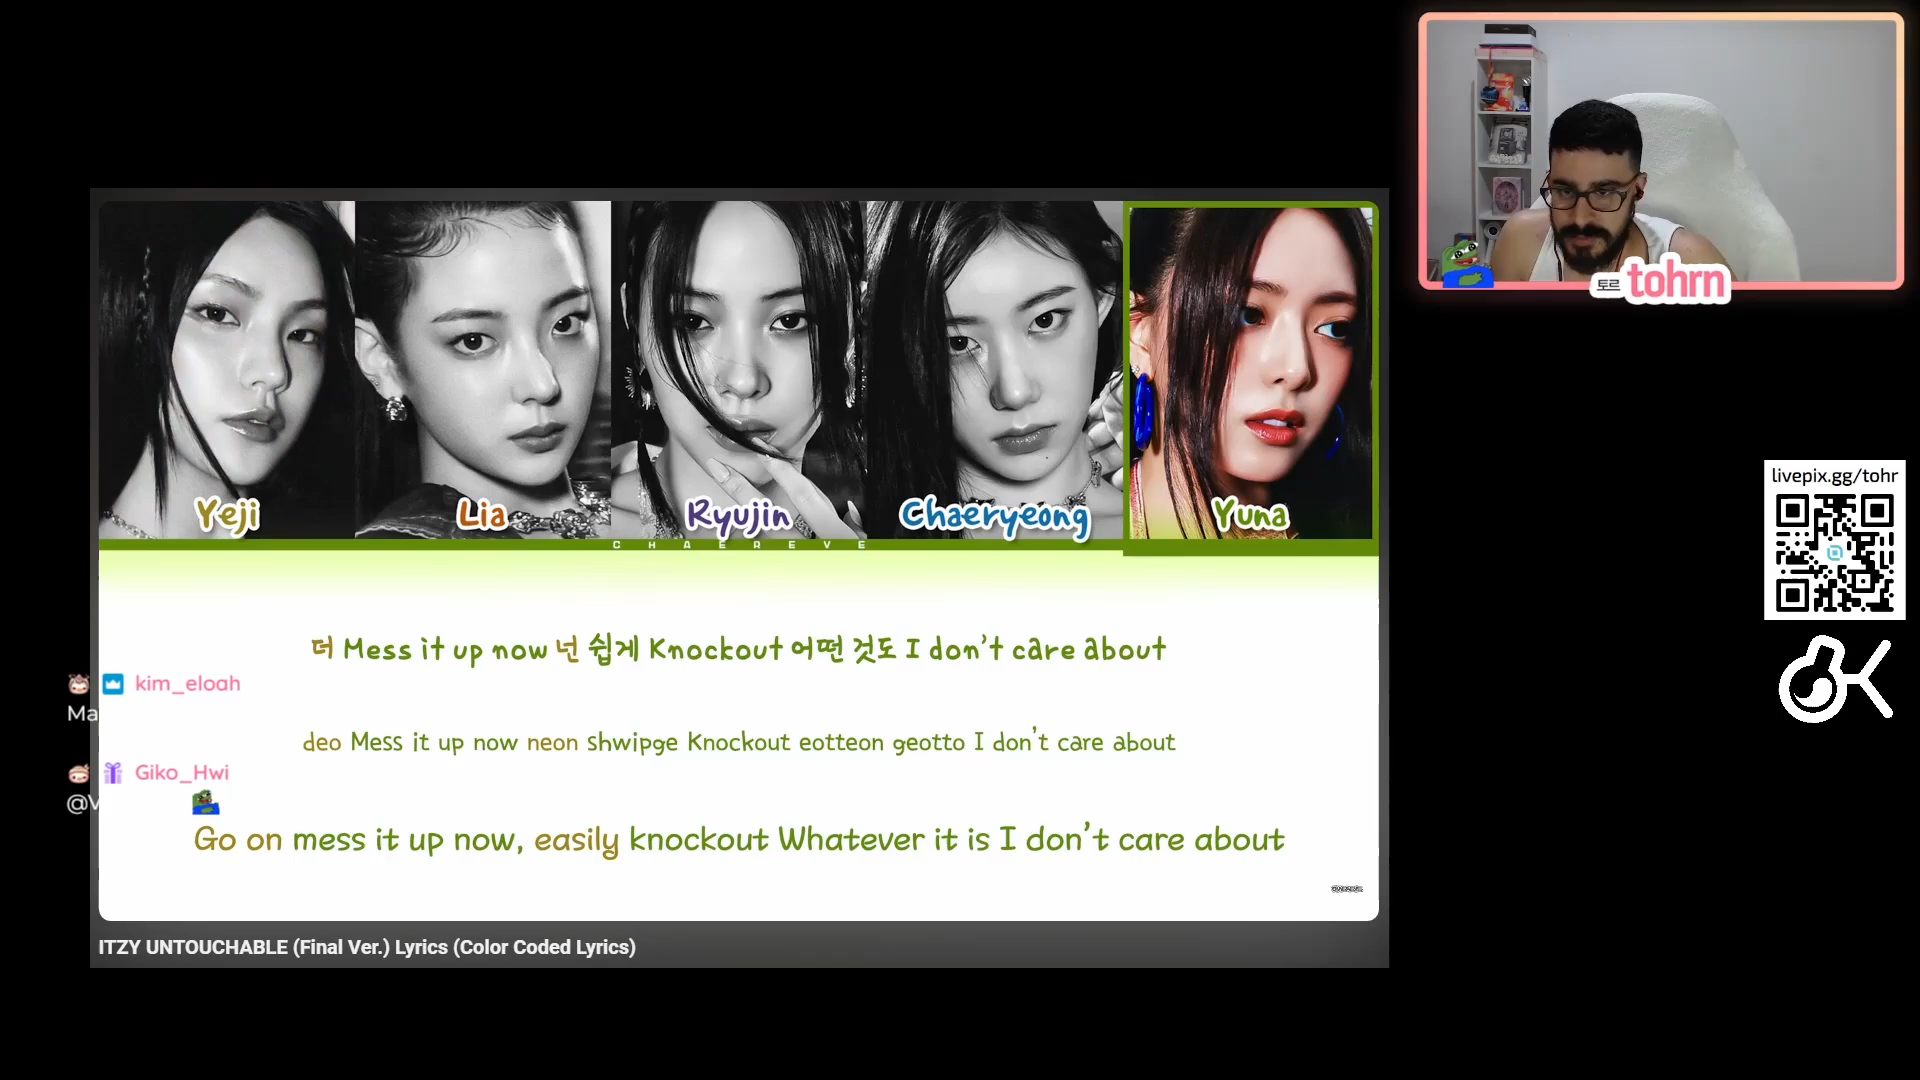 토르 tohrn
Yeji
Lia
Ryujin
Chaeryeong
Yuna
CHAEREVE
livepix.gg/tohr
더 Mess it up now 넌 쉽게 Knockout 어떤 것도 I don't care about
kim_eloah
Ma
deo Mess it up now neon shwipge Knockout eotteon geotto I don't care about
Giko_Hwi
@V
Go on mess it up now, easily knockout Whatever it is I don't care about
ITZY UNTOUCHABLE (Final Ver.) Lyrics (Color Coded Lyrics)